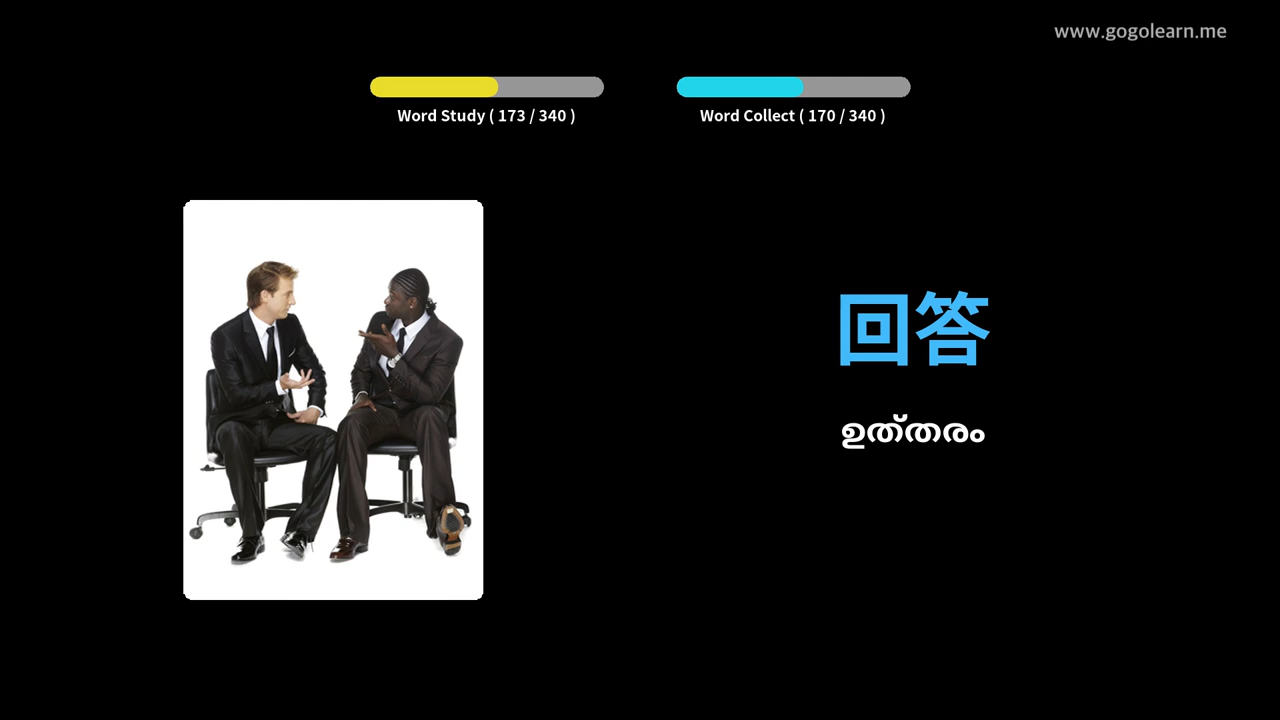 www.gogolearn.me
Word Study ( 173 / 340 )
Word Collect ( 170 / 340 )
回答
ഉത്‌തരം